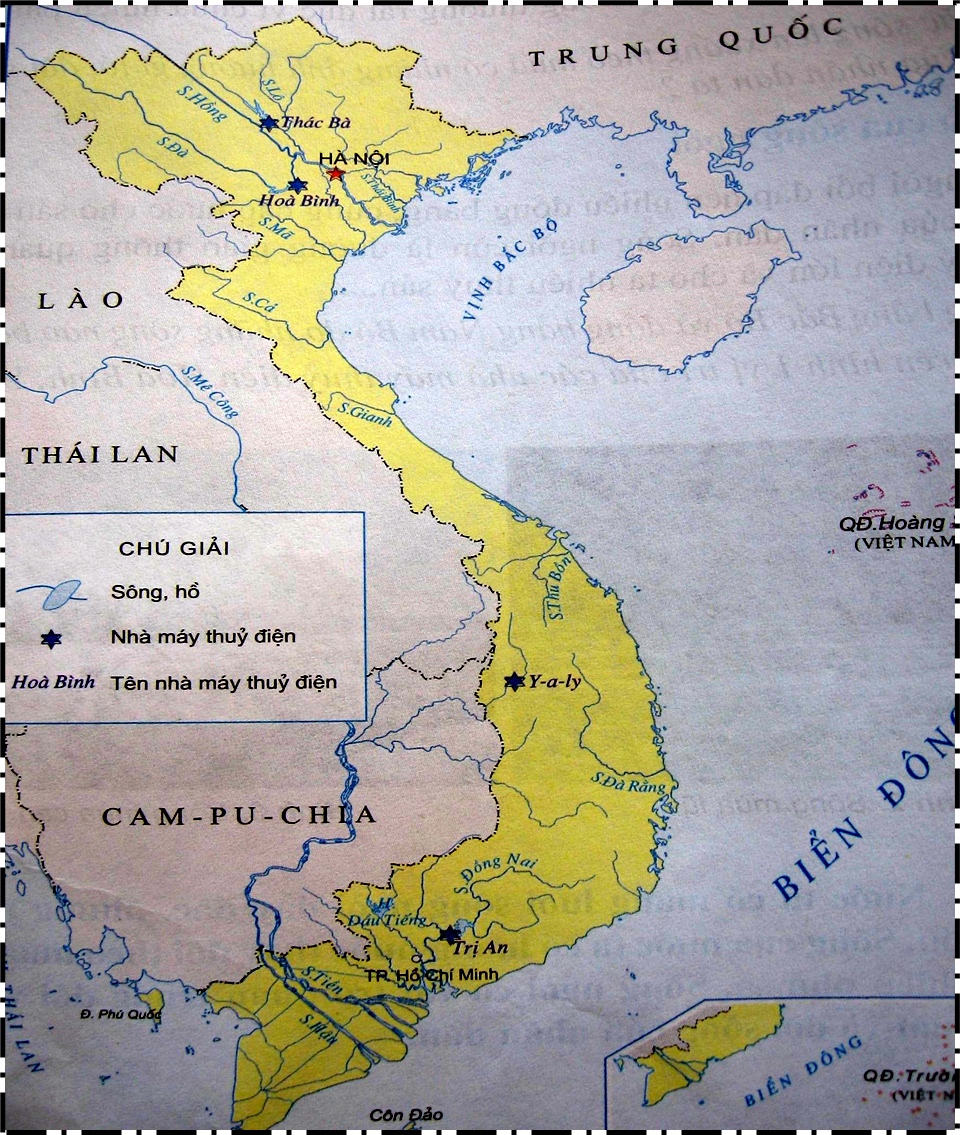 TRUNG QUỐC
S.Lô
S.Hồng
Thác Bà
S.Đà
HÀ NỘI
Hoà Bình
S.Mã
VỊNH BẮC BỘ
LÀO
S.Cả
S.Mê Công
S.Gianh
THÁI LAN
QĐ.Hoàng
(VIỆT NAM
CHÚ GIẢI
Sông, hồ
Nhà máy thuỷ điện
Hoà Bình Tên nhà máy thuỷ điện
S.Thu Bồn
Y-a-ly
S.Đà Rằng
CAM-PU-CHIA
BIỂN ĐÔNG
S.Đồng Nai
H.
Dầu Tiếng
Trị An
S.Tiền
TP. Hồ Chí Minh
Đ. Phú Quốc
S.Hậu
THÁI LAN
BIỂN ĐÔNG
QĐ.Trườn
(VIỆT N
Côn Đảo